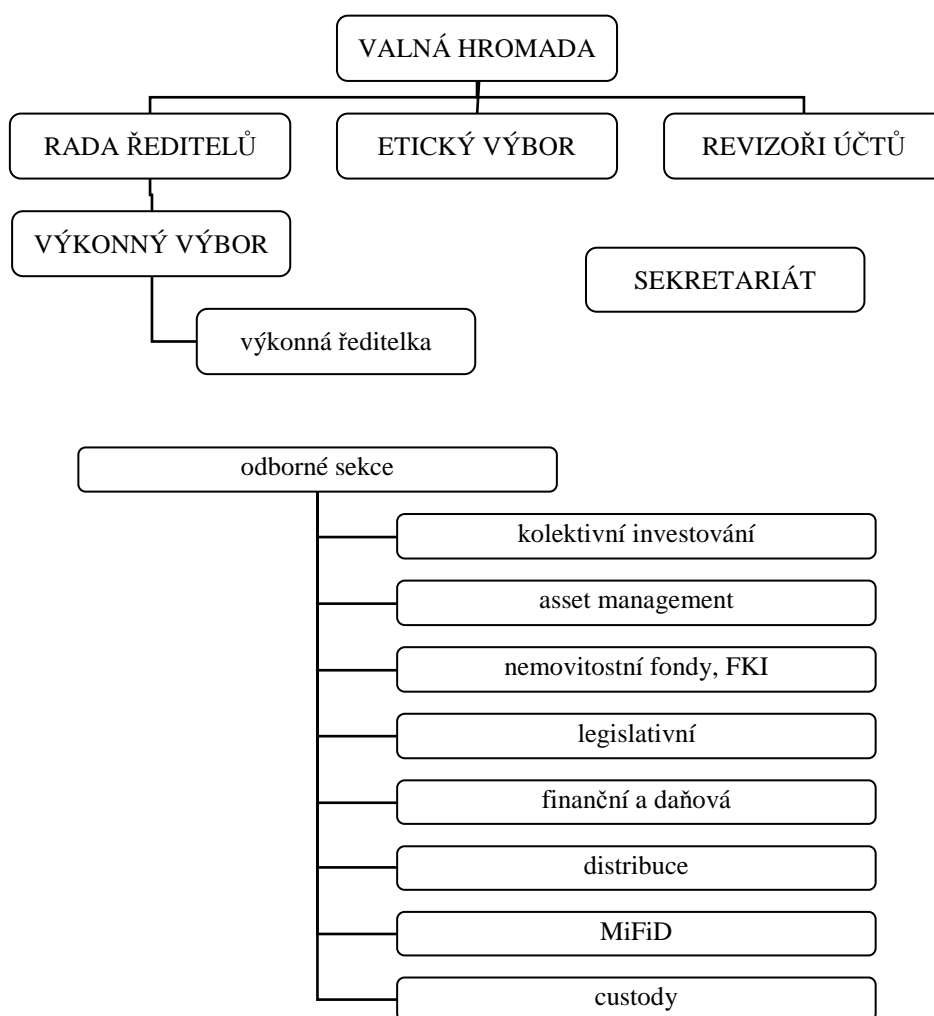 VALNÁ HROMADA
RADA ŘEDITELŮ
ETICKÝ VÝBOR
REVIZOŘI ÚČTŮ
VÝKONNÝ VÝBOR
SEKRETARIÁT
výkonná ředitelka
odborné sekce
kolektivní investování
asset management
nemovitostní fondy, FKI
legislativní
finanční a daňová
distribuce
MiFiD
custody